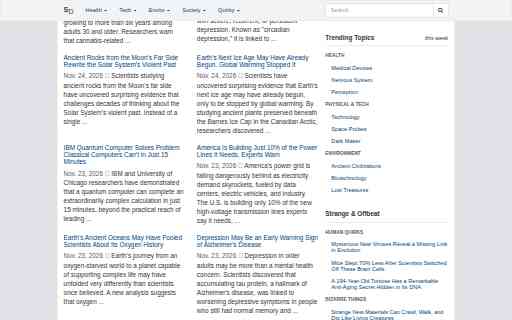 SD
Health
Tech
Enviro
Society
Quirky
Search
growing to more than six years among
adults 30 and older. Researchers warn
that cannabis-related ...
depression," it is linked to ...
Ancient Rocks from the Moon's Far Side
Rewrite the Solar System's Violent Past
Nov. 24, 2026 □ Scientists studying
ancient rocks from the Moon's far side
have uncovered surprising evidence that
challenges decades of thinking about the
Solar System's violent past. Instead of a
single ...
Earth's Next Ice Age May Have Already
Begun. Global Warming Stopped It
Nov. 24, 2026 □ Scientists have
uncovered surprising evidence that Earth's
next ice age may have already begun,
only to be stopped by global warming. By
studying ancient plants preserved beneath
the Barnes Ice Cap in the Canadian Arctic,
researchers discovered ...
IBM Quantum Computer Solves Problem
Classical Computers Can't in Just 15
Minutes
Nov. 23, 2026 □ IBM and University of
Chicago researchers have demonstrated
that a quantum computer can complete an
extraordinarily complex calculation in just
15 minutes, beyond the practical reach of
leading ...
America Is Building Just 10% of the Power
Lines It Needs, Experts Warn
Nov. 23, 2026 □ America's power grid is
falling dangerously behind as electricity
demand skyrockets, fueled by data
centers, electric vehicles, and industry.
The U.S. is building only 10% of the new
high-voltage transmission lines experts
say it needs, ...
Earth's Ancient Oceans May Have Pooled
Scientists About Its Oxygen History
Nov. 23, 2026 □ Earth's journey from an
oxygen-starved world to a planet capable
of supporting complex life may have
unfolded very differently than scientists
once believed. A new analysis suggests
that oxygen ...
Depression May Be an Early Warning Sign
of Alzheimer's Disease
Nov. 23, 2026 □ Depression in older
adults may be more than a mental health
concern. Scientists discovered that
accumulating tau protein, a hallmark of
Alzheimer's disease, was linked to
worsening depressive symptoms in people
who still had normal memory and ...
Trending Topics
this week
HEALTH
Medical Devices
Nervous System
Perception
PHYSICAL & TECH
Technology
Space Probes
Dark Matter
ENVIRONMENT
Ancient Civilizations
Biotechnology
Lost Treasures
Strange & Offbeat
HUMAN QUIRKS
Mysterious New Viruses Reveal a Missing Link
in Evolution
Mice Slept 70% Less After Scientists Switched
Off These Brain Cells
A 194-Year-Old Tortoise Has a Remarkable
Anti-Aging Secret Hidden in Its DNA
BIZARRE THINGS
Strange New Materials Can Crawl, Walk, and
Dig Like Living Creatures